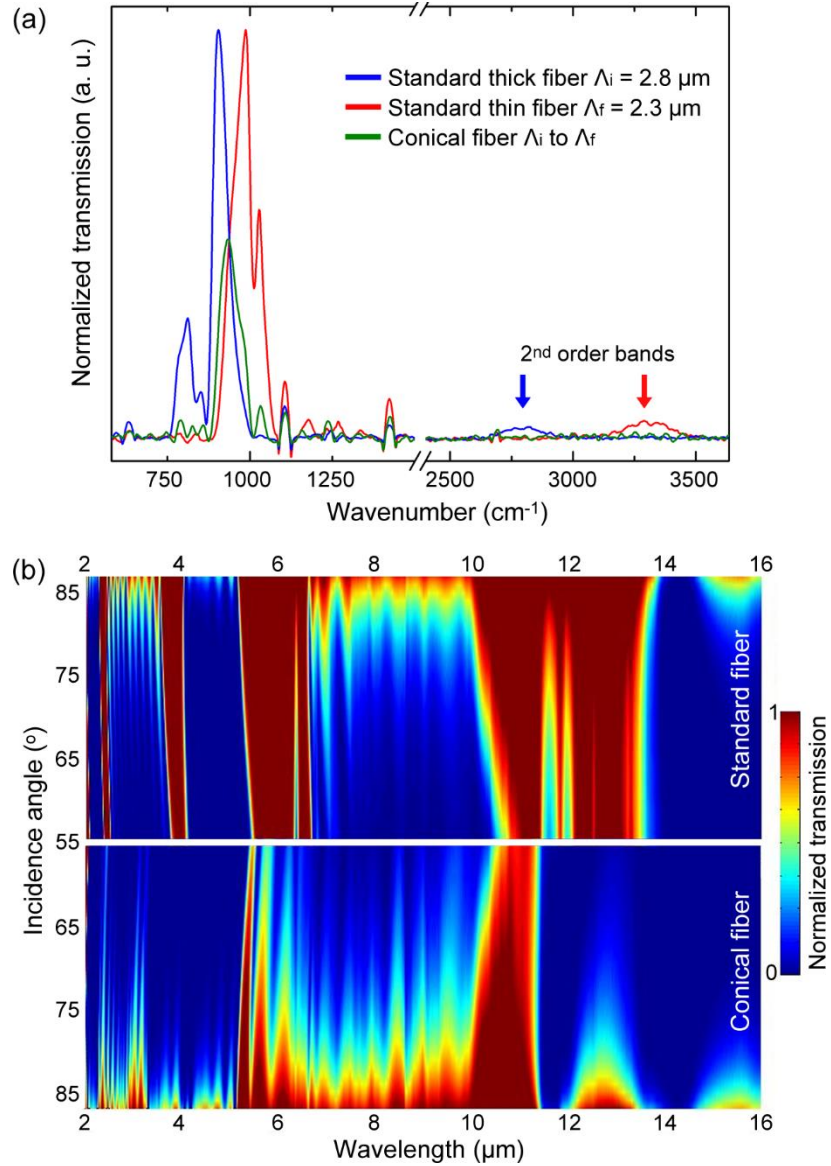 (a)
Normalized transmission (a. u.)
Standard thick fiber Λi = 2.8 µm
Standard thin fiber Λf = 2.3 µm
Conical fiber Λi to Λf
2nd order bands
750 1000 1250 2500 3000 3500
Wavenumber (cm-1)
(b)
2 4 6 8 10 12 14 16
85
75
65
55
65
75
85
Incidence angle (o)
Standard fiber
Conical fiber
1
0
Normalized transmission
2 4 6 8 10 12 14 16
Wavelength (µm)